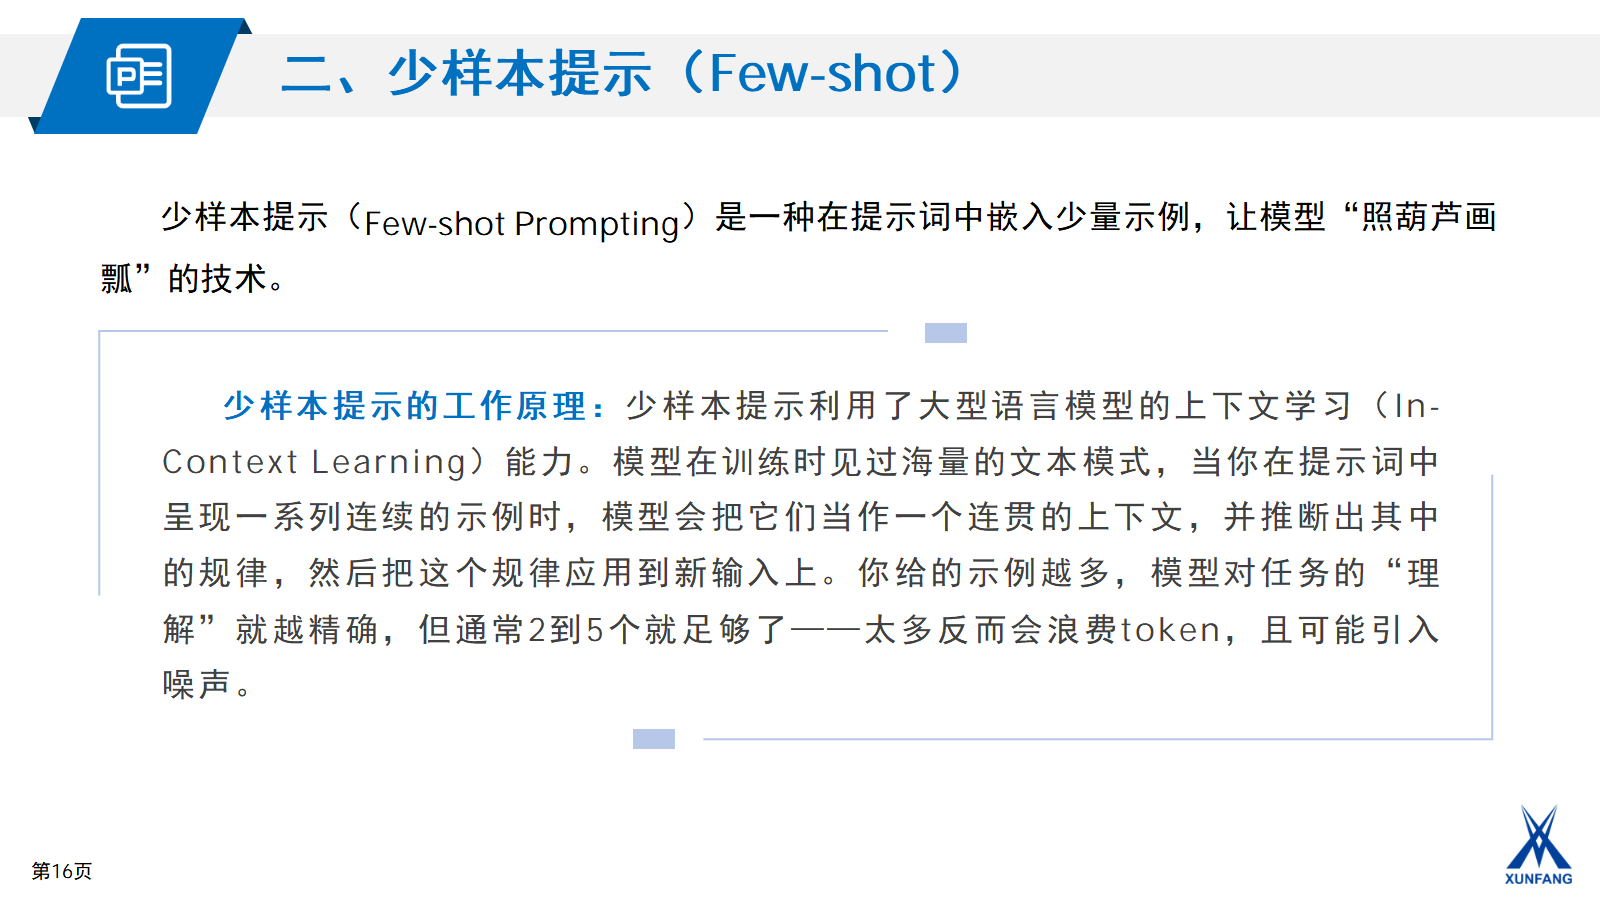 二、少样本提示（Few-shot）
少样本提示（Few-shot Prompting）是一种在提示词中嵌入少量示例，让模型“照葫芦画
瓢”的技术。
少样本提示的工作原理：少样本提示利用了大型语言模型的上下文学习（In-
Context Learning）能力。模型在训练时见过海量的文本模式，当你在提示词中
呈现一系列连续的示例时，模型会把它们当作一个连贯的上下文，并推断出其中
的规律，然后把这个规律应用到新输入上。你给的示例越多，模型对任务的“理
解”就越精确，但通常2到5个就足够了——太多反而会浪费token，且可能引入
噪声。
第16页
XUNFANG